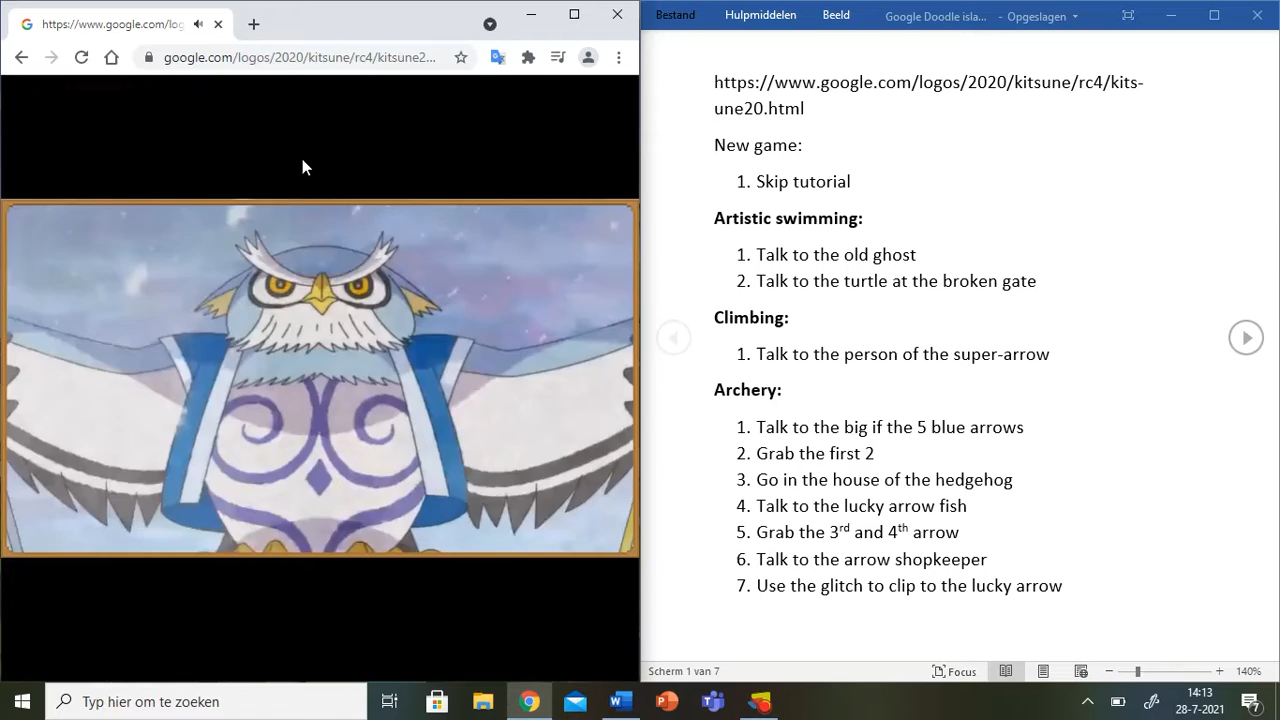 https://www.google.com/log
Bestand
Hulpmiddelen
Beeld
Google Doodle isla... - Opgeslagen
google.com/logos/2020/kitsune/rc4/kitsune2...
https://www.google.com/logos/2020/kitsune/rc4/kits-
une20.html
New game:
1. Skip tutorial
Artistic swimming:
1. Talk to the old ghost
2. Talk to the turtle at the broken gate
Climbing:
1. Talk to the person of the super-arrow
Archery:
1. Talk to the big if the 5 blue arrows
2. Grab the first 2
3. Go in the house of the hedgehog
4. Talk to the lucky arrow fish
5. Grab the 3rd and 4th arrow
6. Talk to the arrow shopkeeper
7. Use the glitch to clip to the lucky arrow
Scherm 1 van 7
Focus
140%
Typ hier om te zoeken
14:13
28-7-2021
7